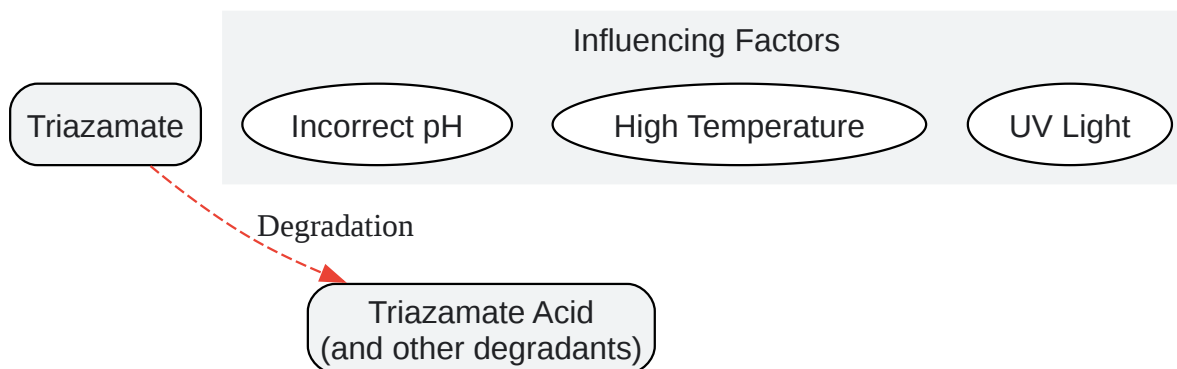 Influencing Factors
Triazamate
Incorrect pH
High Temperature
UV Light
Degradation
Triazamate Acid
(and other degradants)